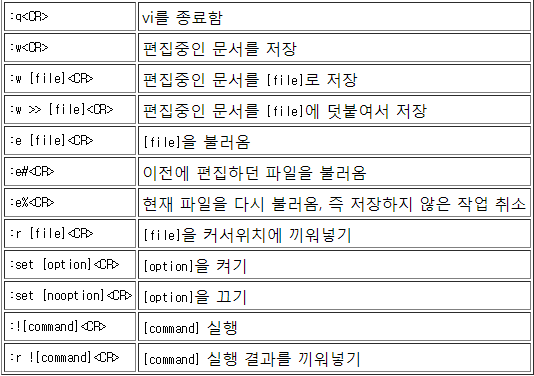 :q<CR> vi를 종료함
:w<CR> 편집중인 문서를 저장
:w [file]<CR> 편집중인 문서를 [file]로 저장
:w >> [file]<CR> 편집중인 문서를 [file]에 덧붙여서 저장
:e [file]<CR> [file]을 불러옴
:e#<CR> 이전에 편집하던 파일을 불러옴
:e%<CR> 현재 파일을 다시 불러옴, 즉 저장하지 않은 작업 취소
:r [file]<CR> [file]을 커서위치에 끼워넣기
:set [option]<CR> [option]을 켜기
:set [nooption]<CR> [option]을 끄기
:![command]<CR> [command] 실행
:r ![command]<CR> [command] 실행 결과를 끼워넣기